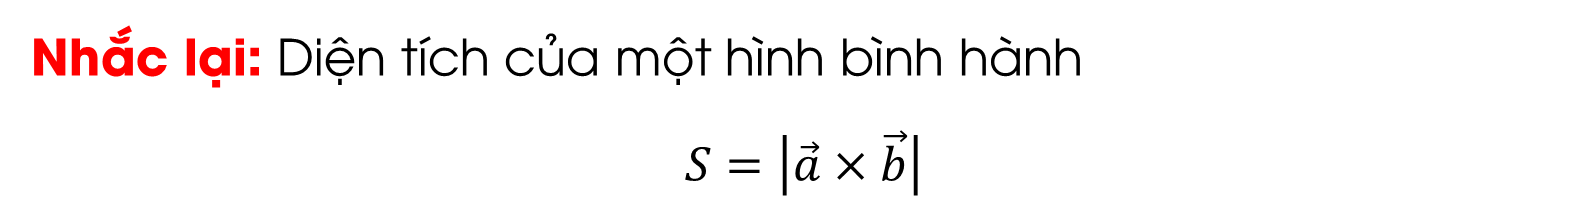 Nhắc lại: Diện tích của một hình bình hành
𝑆 = |𝑎⃗ × 𝑏⃗|